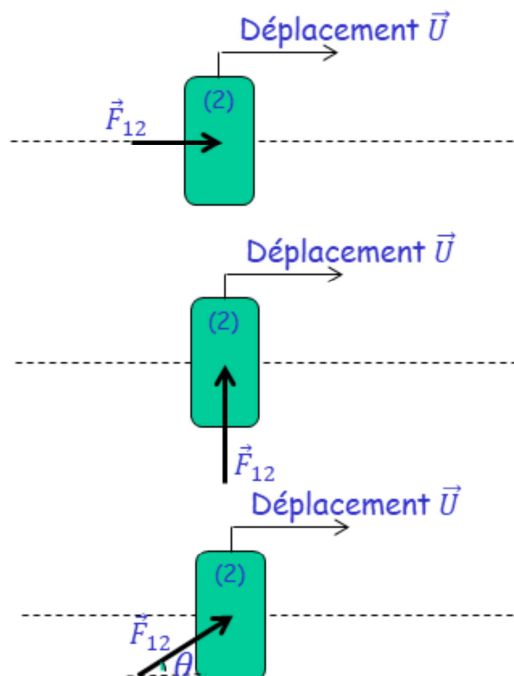 Déplacement U⃗
(2)
F⃗₁₂
Déplacement U⃗
(2)
F⃗₁₂
Déplacement U⃗
(2)
F⃗₁₂
θ